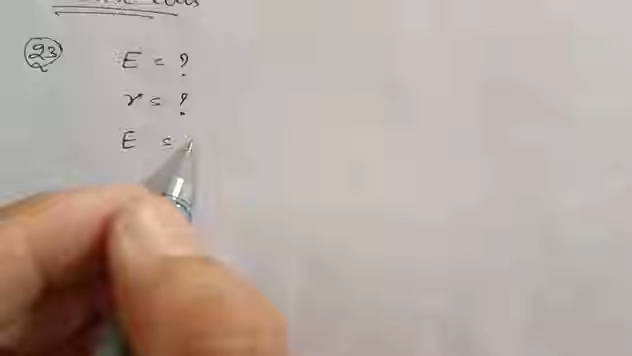 23
E = ?
r = ?
E =